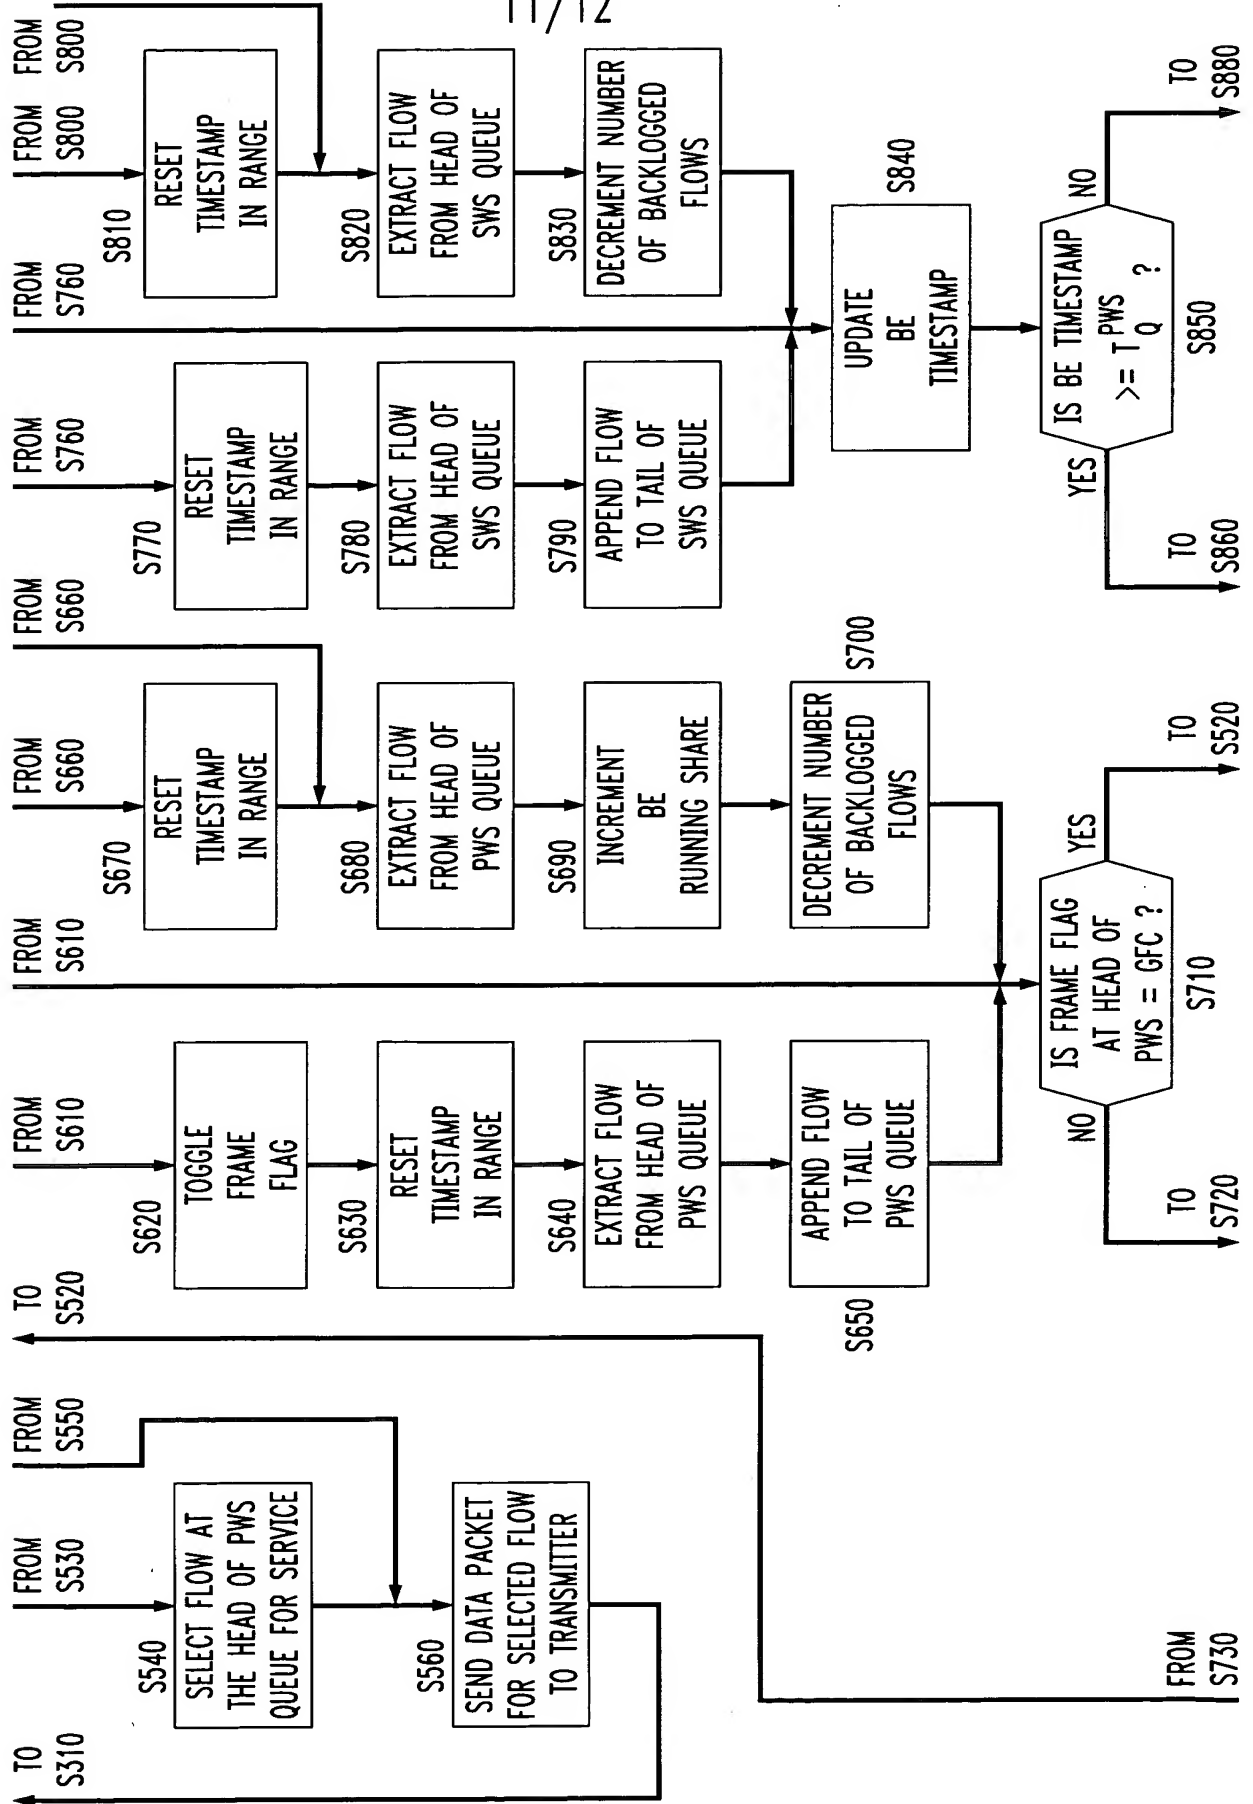 11/12
TO
S310
FROM
S530
FROM
S550
TO
S520
FROM
S610
FROM
S610
FROM
S660
FROM
S660
FROM
S760
FROM
S760
FROM
S800
FROM
S800
S540
SELECT FLOW AT
THE HEAD OF PWS
QUEUE FOR SERVICE
S560
SEND DATA PACKET
FOR SELECTED FLOW
TO TRANSMITTER
FROM
S730
S620
TOGGLE
FRAME
FLAG
S630
RESET
TIMESTAMP
IN RANGE
S640
EXTRACT FLOW
FROM HEAD OF
PWS QUEUE
S650
APPEND FLOW
TO TAIL OF
PWS QUEUE
S670
RESET
TIMESTAMP
IN RANGE
S680
EXTRACT FLOW
FROM HEAD OF
PWS QUEUE
S690
INCREMENT
BE
RUNNING SHARE
S700
DECREMENT NUMBER
OF BACKLOGGED
FLOWS
IS FRAME FLAG
AT HEAD OF
PWS = GFC ?
S710
NO
YES
TO
S720
TO
S520
S770
RESET
TIMESTAMP
IN RANGE
S780
EXTRACT FLOW
FROM HEAD OF
SWS QUEUE
S790
APPEND FLOW
TO TAIL OF
SWS QUEUE
S810
RESET
TIMESTAMP
IN RANGE
S820
EXTRACT FLOW
FROM HEAD OF
SWS QUEUE
S830
DECREMENT NUMBER
OF BACKLOGGED
FLOWS
S840
UPDATE
BE
TIMESTAMP
IS BE TIMESTAMP
>= T PWS Q ?
S850
YES
NO
TO
S860
TO
S880